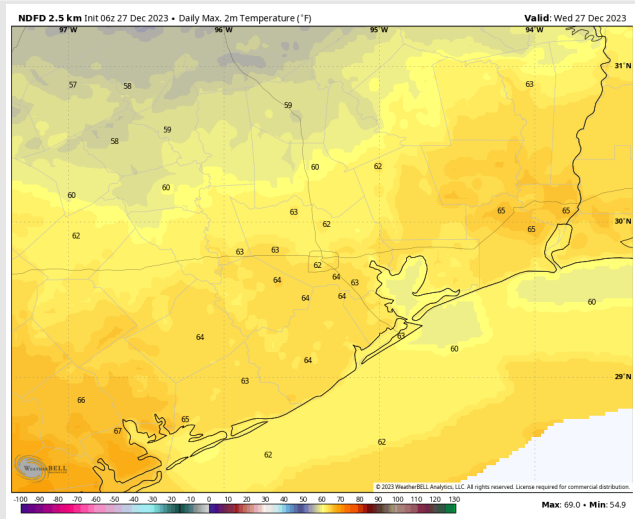 NDFD 2.5 km Init 06z 27 Dec 2023 • Daily Max. 2m Temperature (°F)
Valid: Wed 27 Dec 2023
97°W 96°W 95°W 94°W
31°N
57 58 63
59
59
58
60 62
60 60
63 65 65
30°N
62 65
62
63 63
62
64 64 63
64 64
60
63
64
60
64
29°N
63
66
65
67
62
62
WEATHERBELL
© 2023 WeatherBELL Analytics, LLC. All rights reserved. License required for commercial distribution.
-100 -90 -80 -70 -60 -50 -40 -30 -20 -10 0 10 20 30 40 50 60 70 80 90 100 110 120 130
Max: 69.0 • Min: 54.9